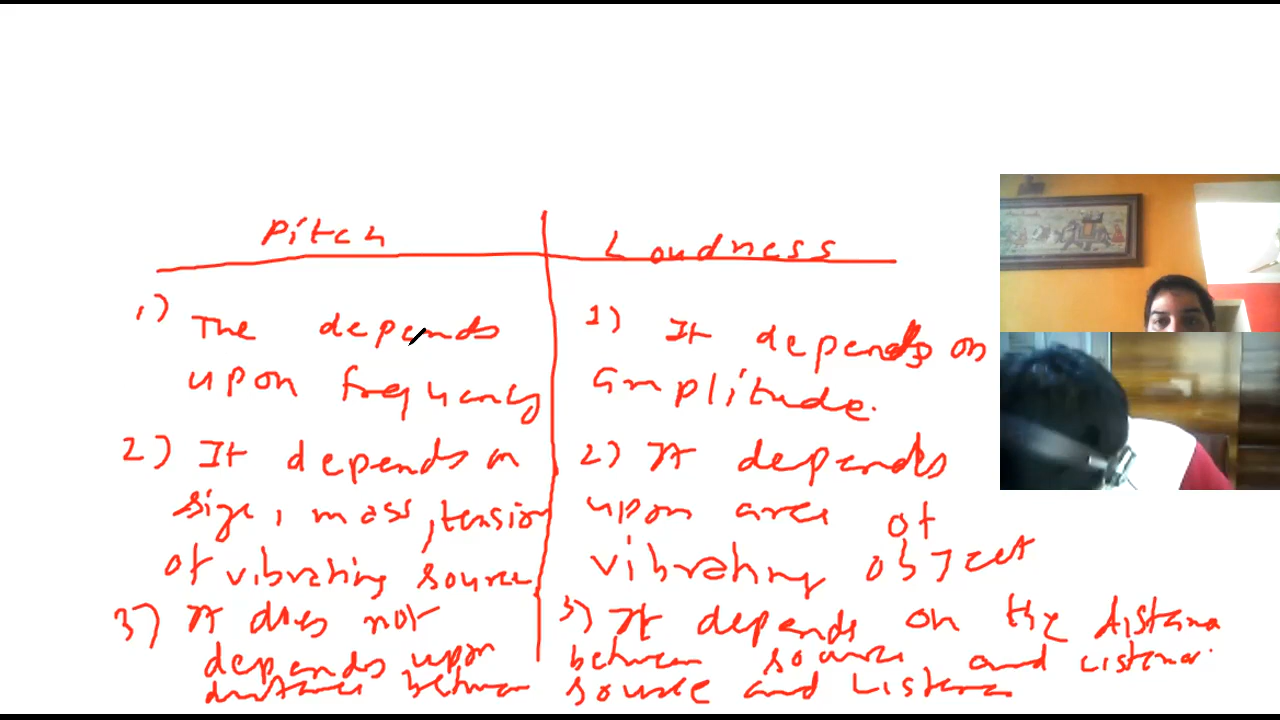 Pitch
Loudness
1) The depends
upon frequency
2) It depends on
size, mass, tension
of vibrating source
3) It does not
depends upon
distance between source and Listener
1) It depends on
amplitude.
2) It depends
upon area of
vibrating object
3) It depends on the distance
between source, and Listener.